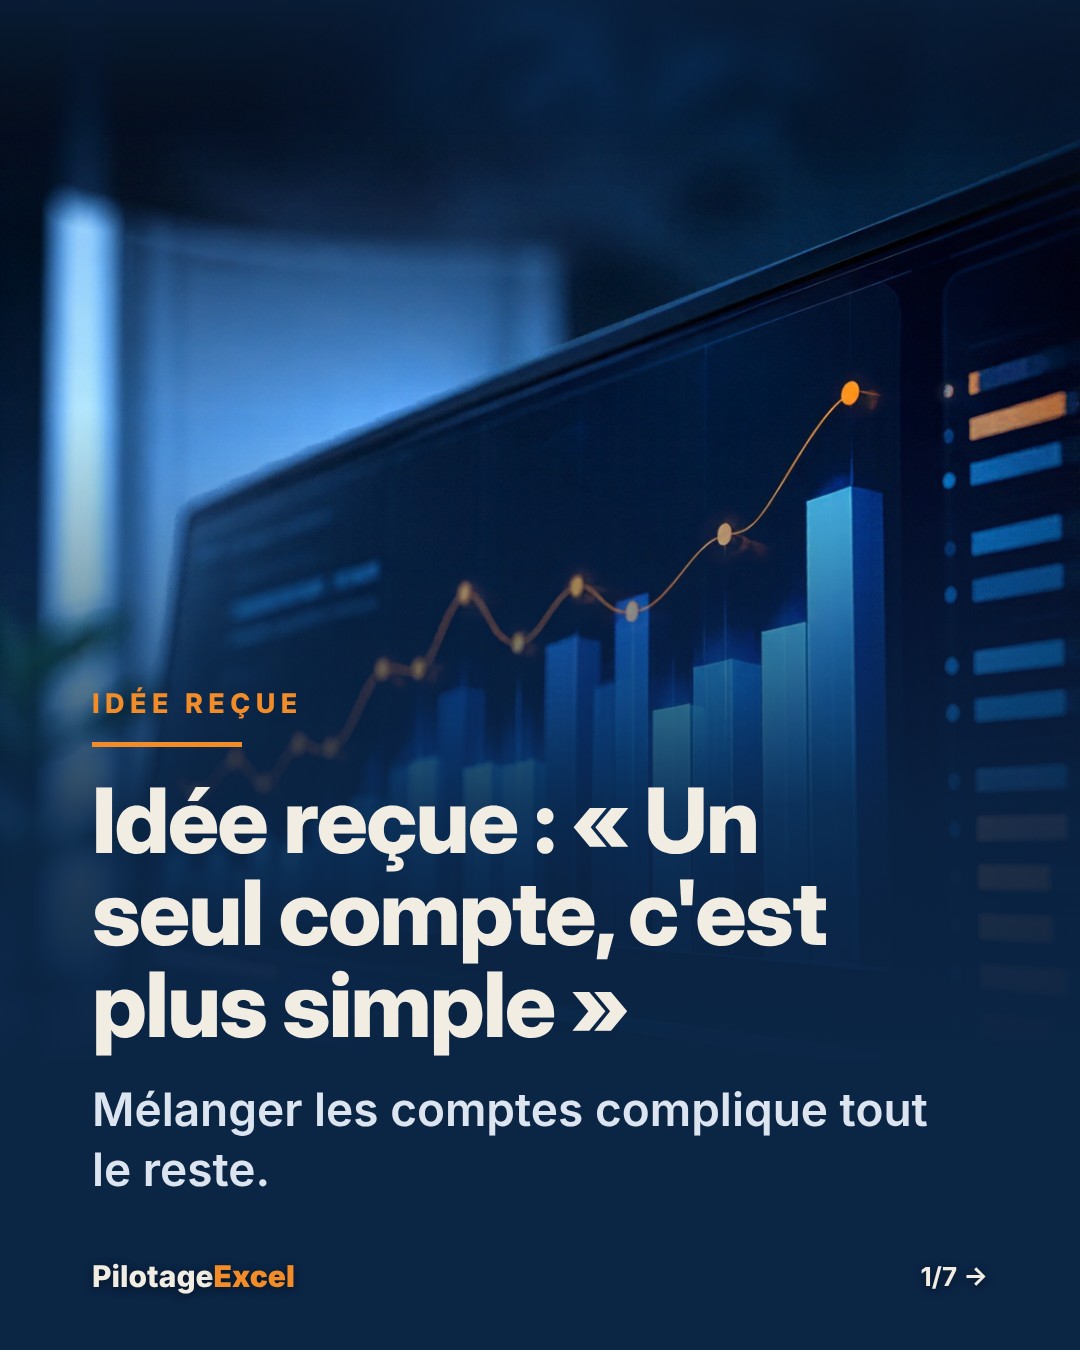 IDÉE REÇUE
Idée reçue : « Un
seul compte, c'est
plus simple »
Mélanger les comptes complique tout
le reste.
PilotageExcel
1/7 →